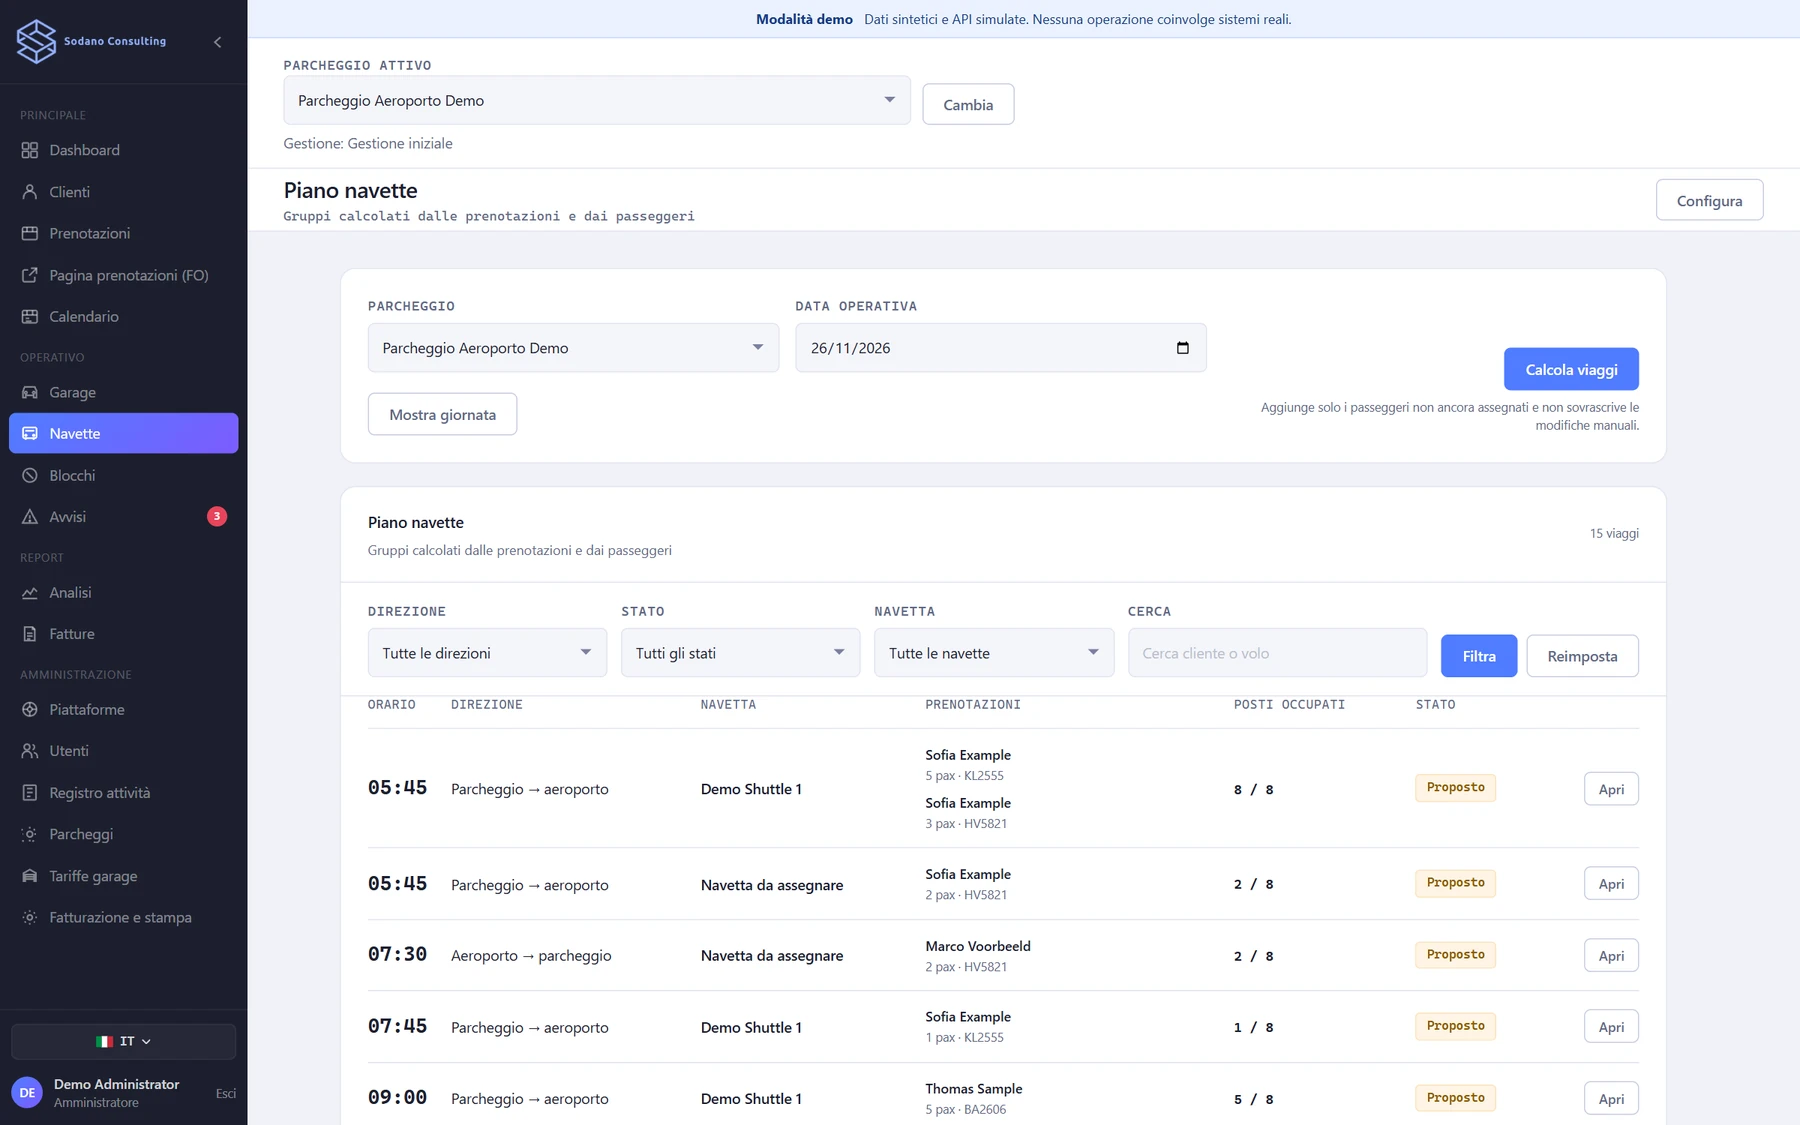 Sodano Consulting
PRINCIPALE
Dashboard
Clienti
Prenotazioni
Pagina prenotazioni (FO)
Calendario
OPERATIVO
Garage
Navette
Blocchi
Avvisi 3
REPORT
Analisi
Fatture
AMMINISTRAZIONE
Piattaforme
Utenti
Registro attività
Parcheggi
Tariffe garage
Fatturazione e stampa
IT
DE Demo Administrator
Amministratore
Esci
Modalità demo Dati sintetici e API simulate. Nessuna operazione coinvolge sistemi reali.
PARCHEGGIO ATTIVO
Parcheggio Aeroporto Demo
Cambia
Gestione: Gestione iniziale
Piano navette
Gruppi calcolati dalle prenotazioni e dai passeggeri
Configura
PARCHEGGIO
Parcheggio Aeroporto Demo
DATA OPERATIVA
26/11/2026
Mostra giornata
Calcola viaggi
Aggiunge solo i passeggeri non ancora assegnati e non sovrascrive le
modifiche manuali.
Piano navette
Gruppi calcolati dalle prenotazioni e dai passeggeri
15 viaggi
DIREZIONE
Tutte le direzioni
STATO
Tutti gli stati
NAVETTA
Tutte le navette
CERCA
Cerca cliente o volo
Filtra
Reimposta
ORARIO DIREZIONE NAVETTA PRENOTAZIONI POSTI OCCUPATI STATO
05:45 Parcheggio → aeroporto Demo Shuttle 1
Sofia Example
5 pax · KL2555
Sofia Example
3 pax · HV5821
8 / 8 Proposto Apri
05:45 Parcheggio → aeroporto Navetta da assegnare
Sofia Example
2 pax · HV5821
2 / 8 Proposto Apri
07:30 Aeroporto → parcheggio Navetta da assegnare
Marco Voorbeeld
2 pax · HV5821
2 / 8 Proposto Apri
07:45 Parcheggio → aeroporto Demo Shuttle 1
Sofia Example
1 pax · KL2555
1 / 8 Proposto Apri
09:00 Parcheggio → aeroporto Demo Shuttle 1
Thomas Sample
5 pax · BA2606
5 / 8 Proposto Apri